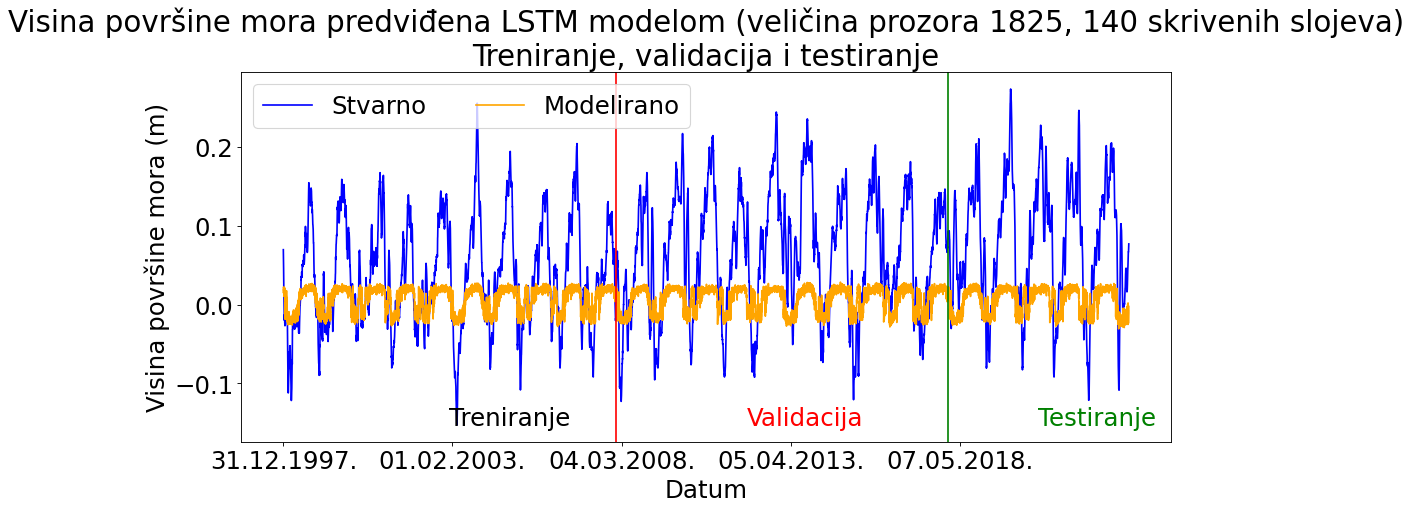 Visina površine mora predviđena LSTM modelom (veličina prozora 1825, 140 skrivenih slojeva)
Treniranje, validacija i testiranje
Stvarno Modelirano
Visina površine mora (m)
0.2
0.1
0.0
−0.1
Treniranje Validacija Testiranje
31.12.1997. 01.02.2003. 04.03.2008. 05.04.2013. 07.05.2018.
Datum